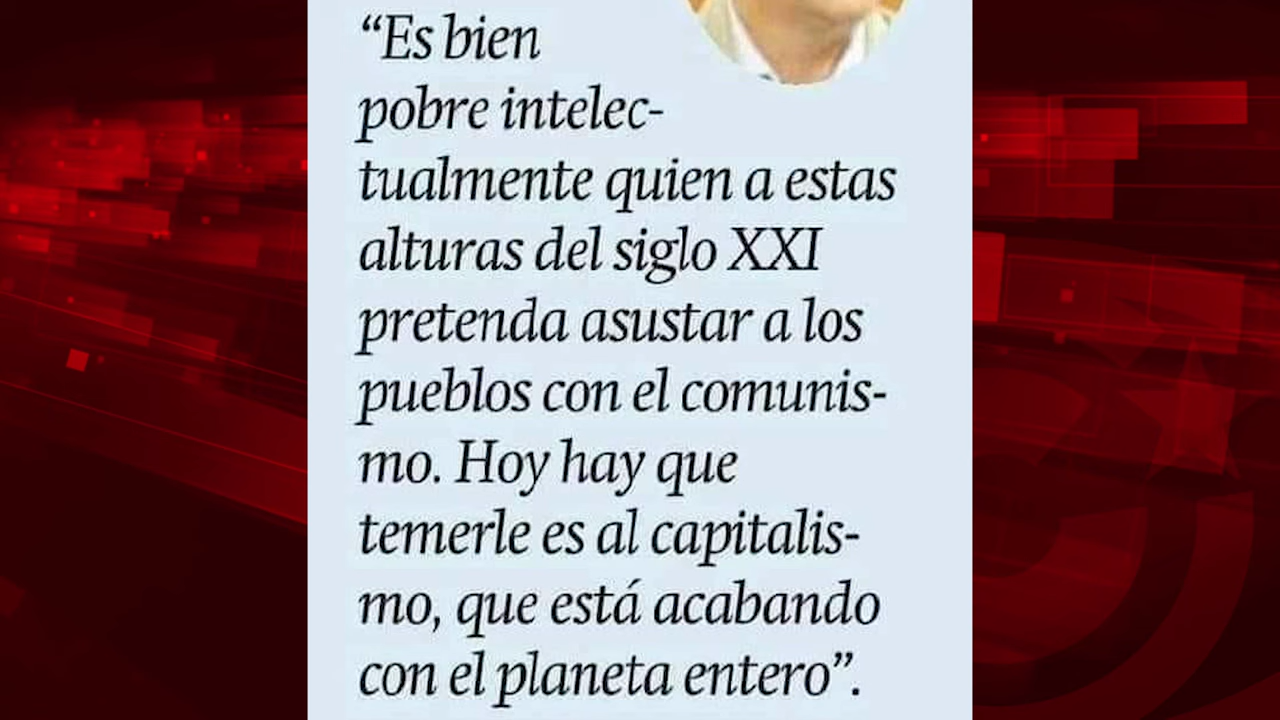 “Es bien
pobre intelec-
tualmente quien a estas
alturas del siglo XXI
pretenda asustar a los
pueblos con el comunis-
mo. Hoy hay que
temerle es al capitalis-
mo, que está acabando
con el planeta entero”.